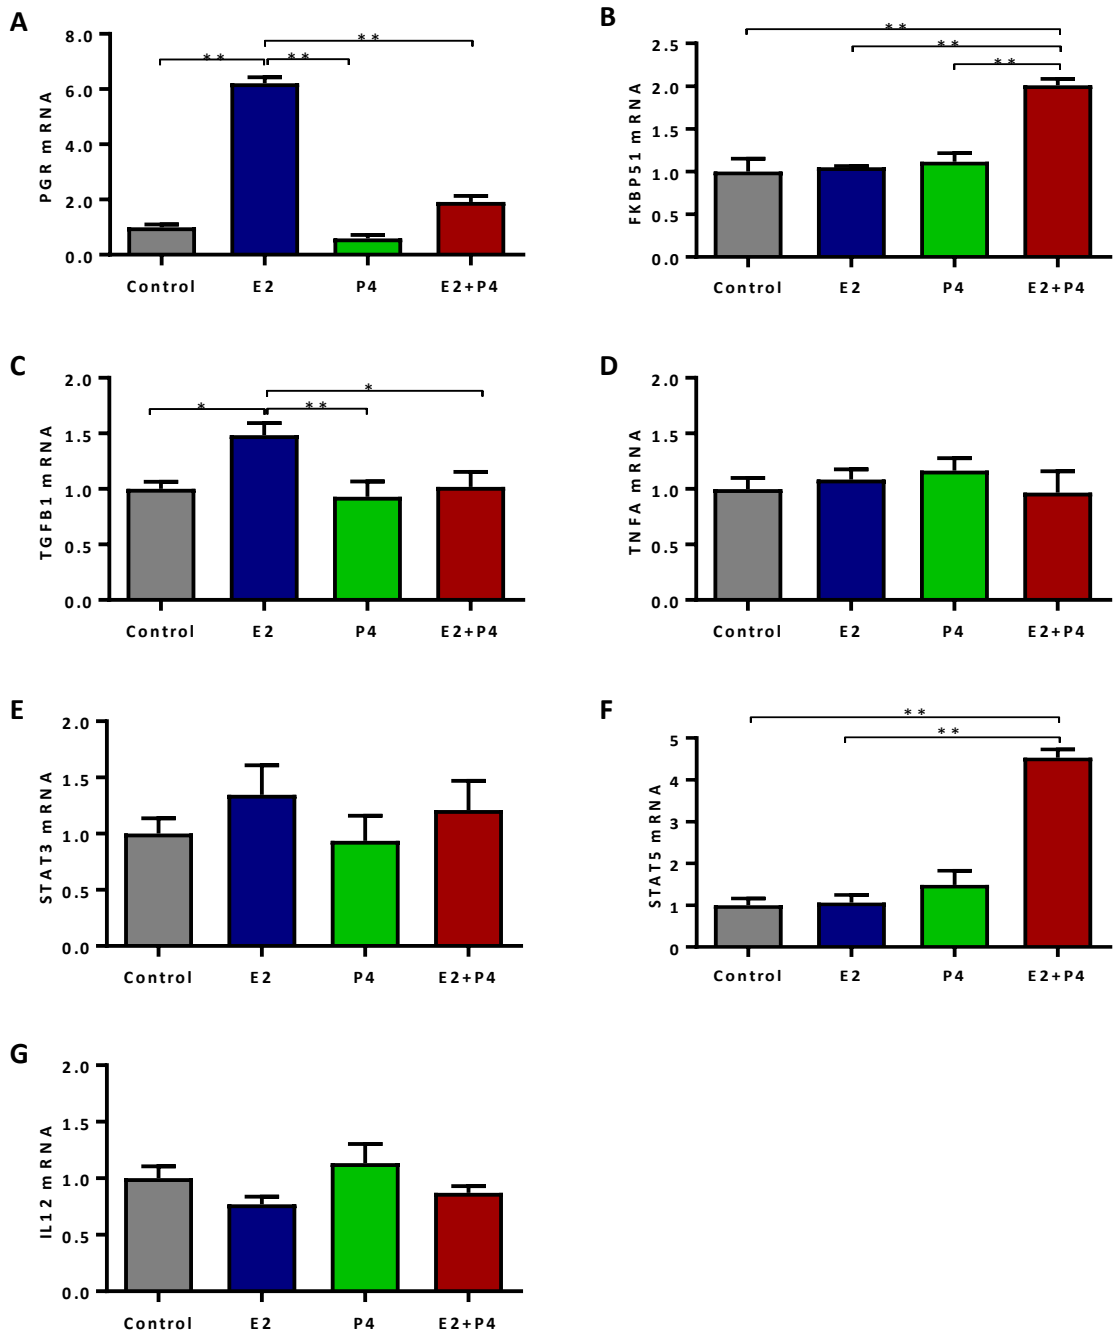 A
8.0
6.0
4.0
2.0
0.0
PGR mRNA
** ** **
Control E2 P4 E2+P4
B
2.5
2.0
1.5
1.0
0.5
0.0
FKBP51 mRNA
**
**
**
Control E2 P4 E2+P4
C
2.0
1.5
1.0
0.5
0.0
TGFB1 mRNA
*
* **
Control E2 P4 E2+P4
D
2.0
1.5
1.0
0.5
0.0
TNFA mRNA
Control E2 P4 E2+P4
E
2.0
1.5
1.0
0.5
0.0
STAT3 mRNA
Control E2 P4 E2+P4
F
5
4
3
2
1
0
STAT5 mRNA
**
**
Control E2 P4 E2+P4
G
2.0
1.5
1.0
0.5
0.0
IL12 mRNA
Control E2 P4 E2+P4